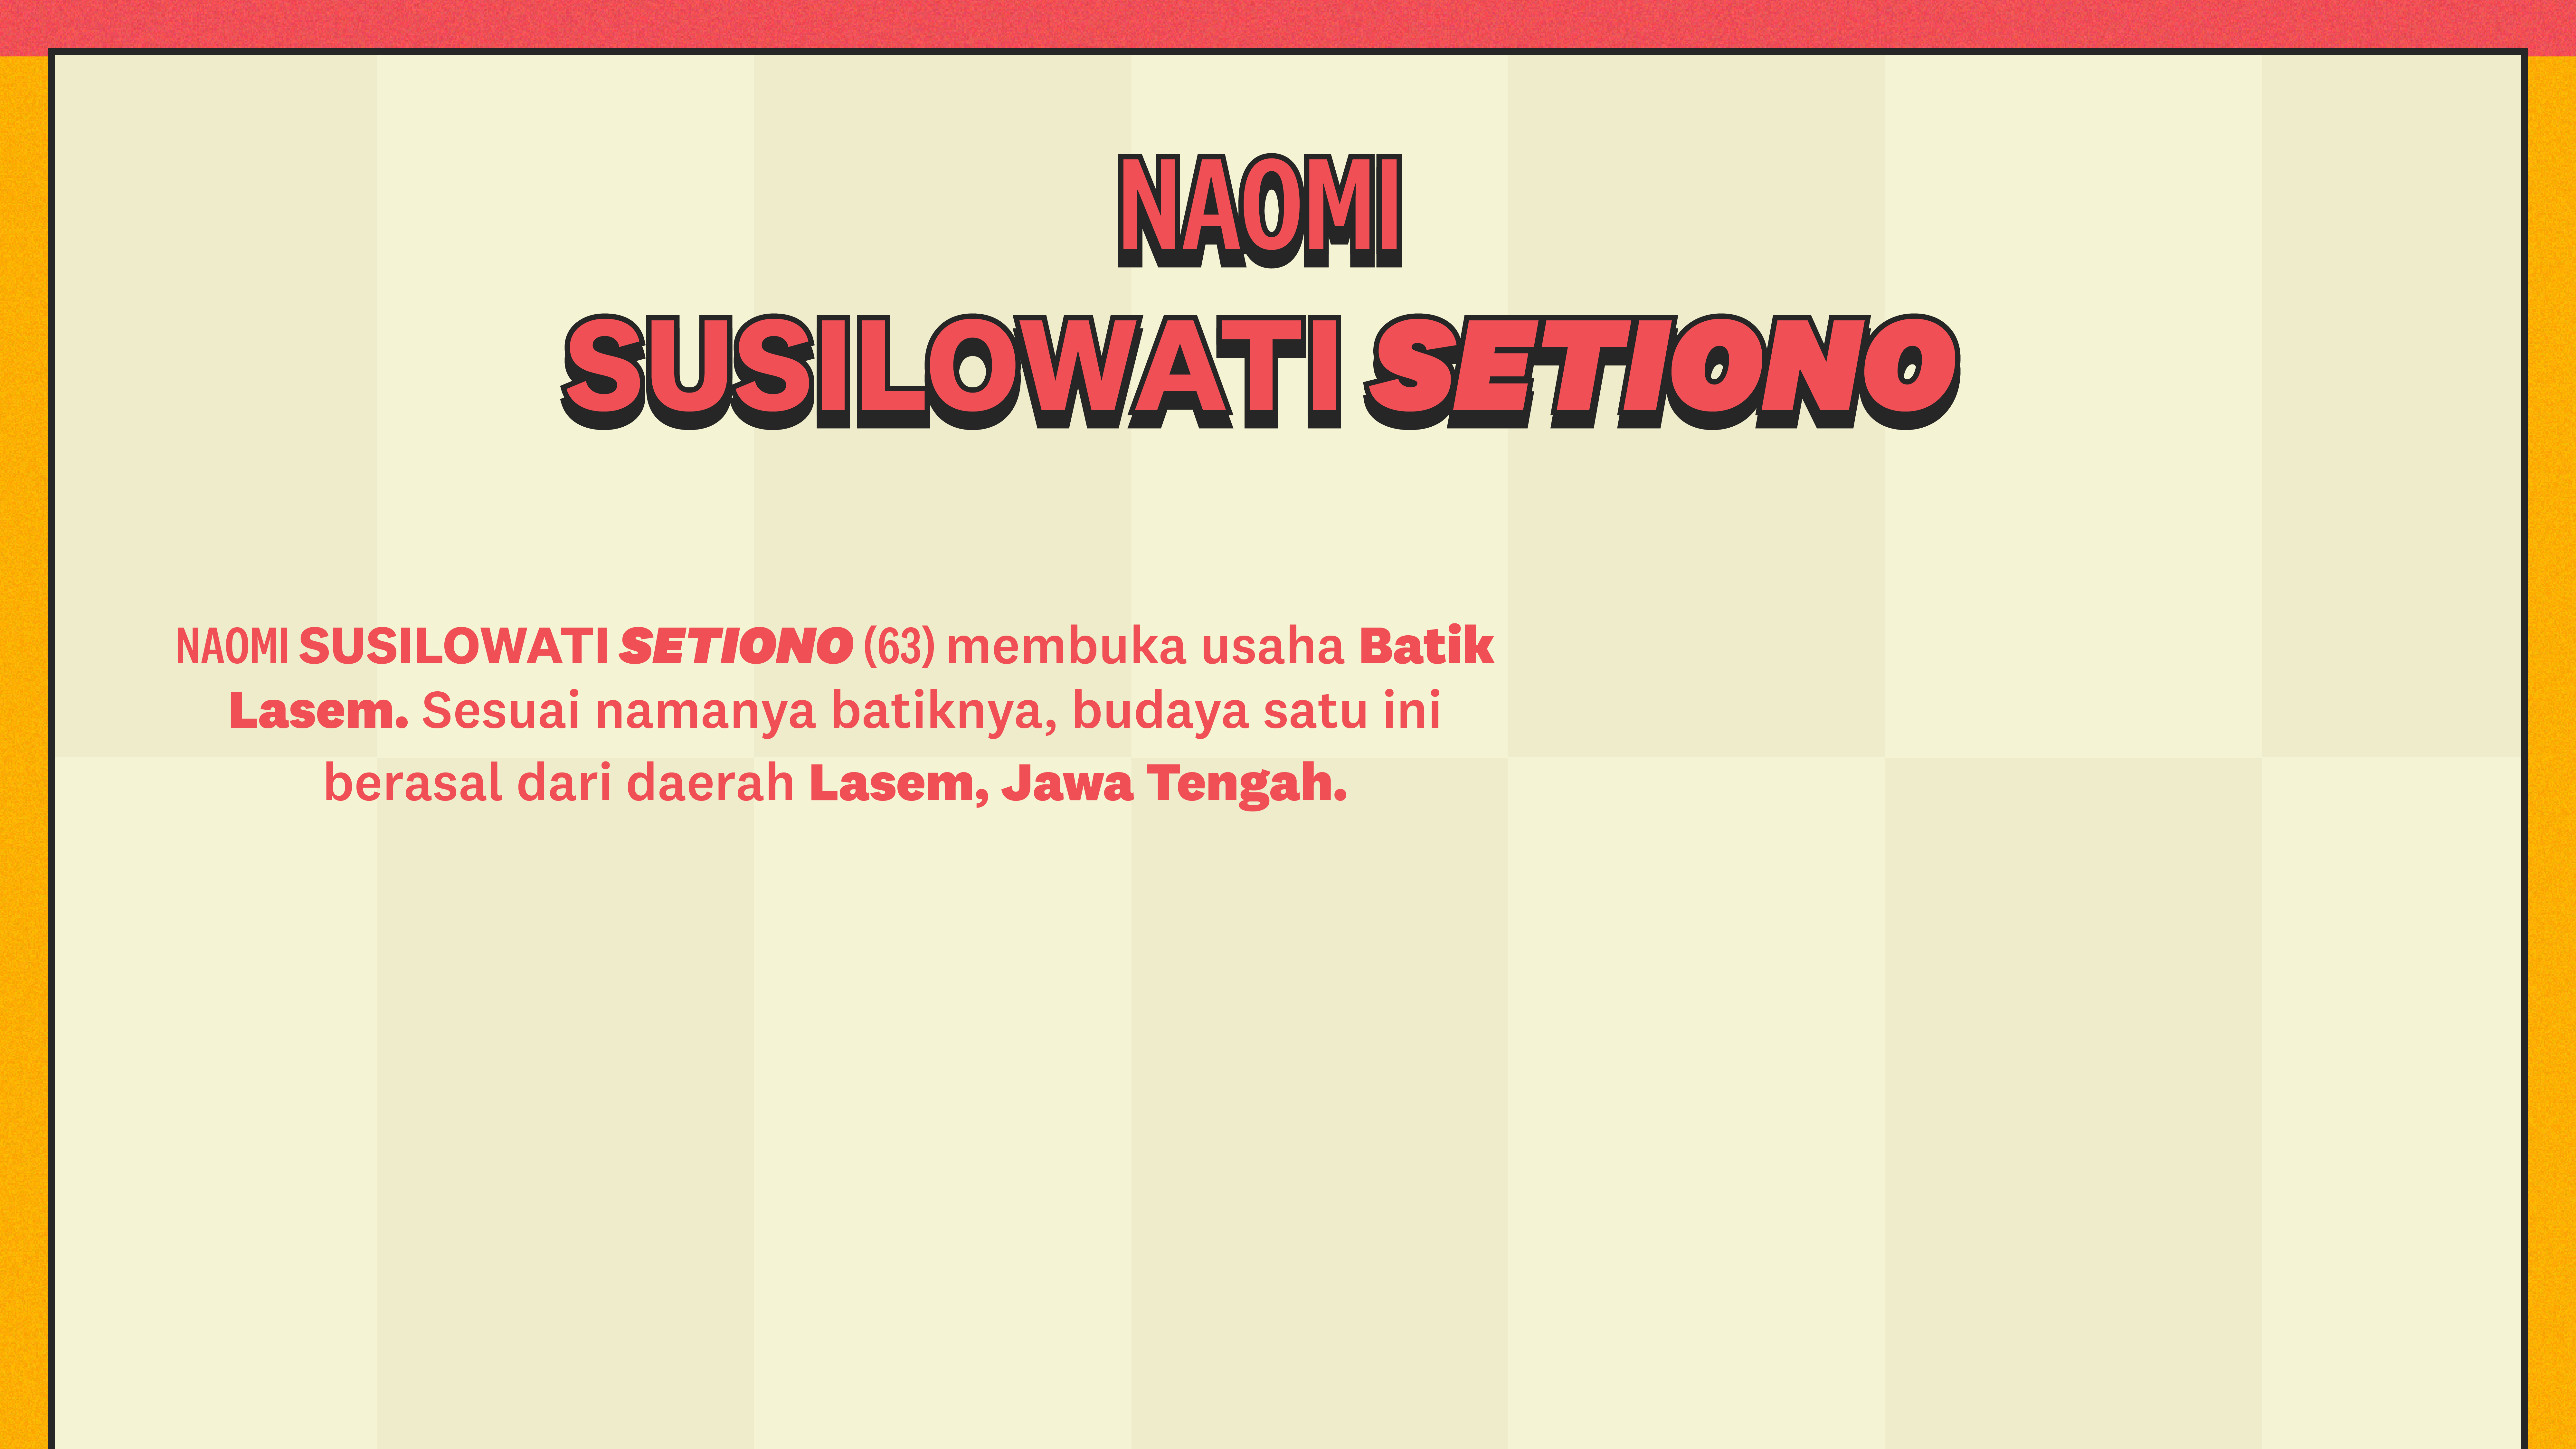 NAOMI
SUSILOWATI SETIONO
NAOMI SUSILOWATI SETIONO (63) membuka usaha Batik
Lasem. Sesuai namanya batiknya, budaya satu ini
berasal dari daerah Lasem, Jawa Tengah.